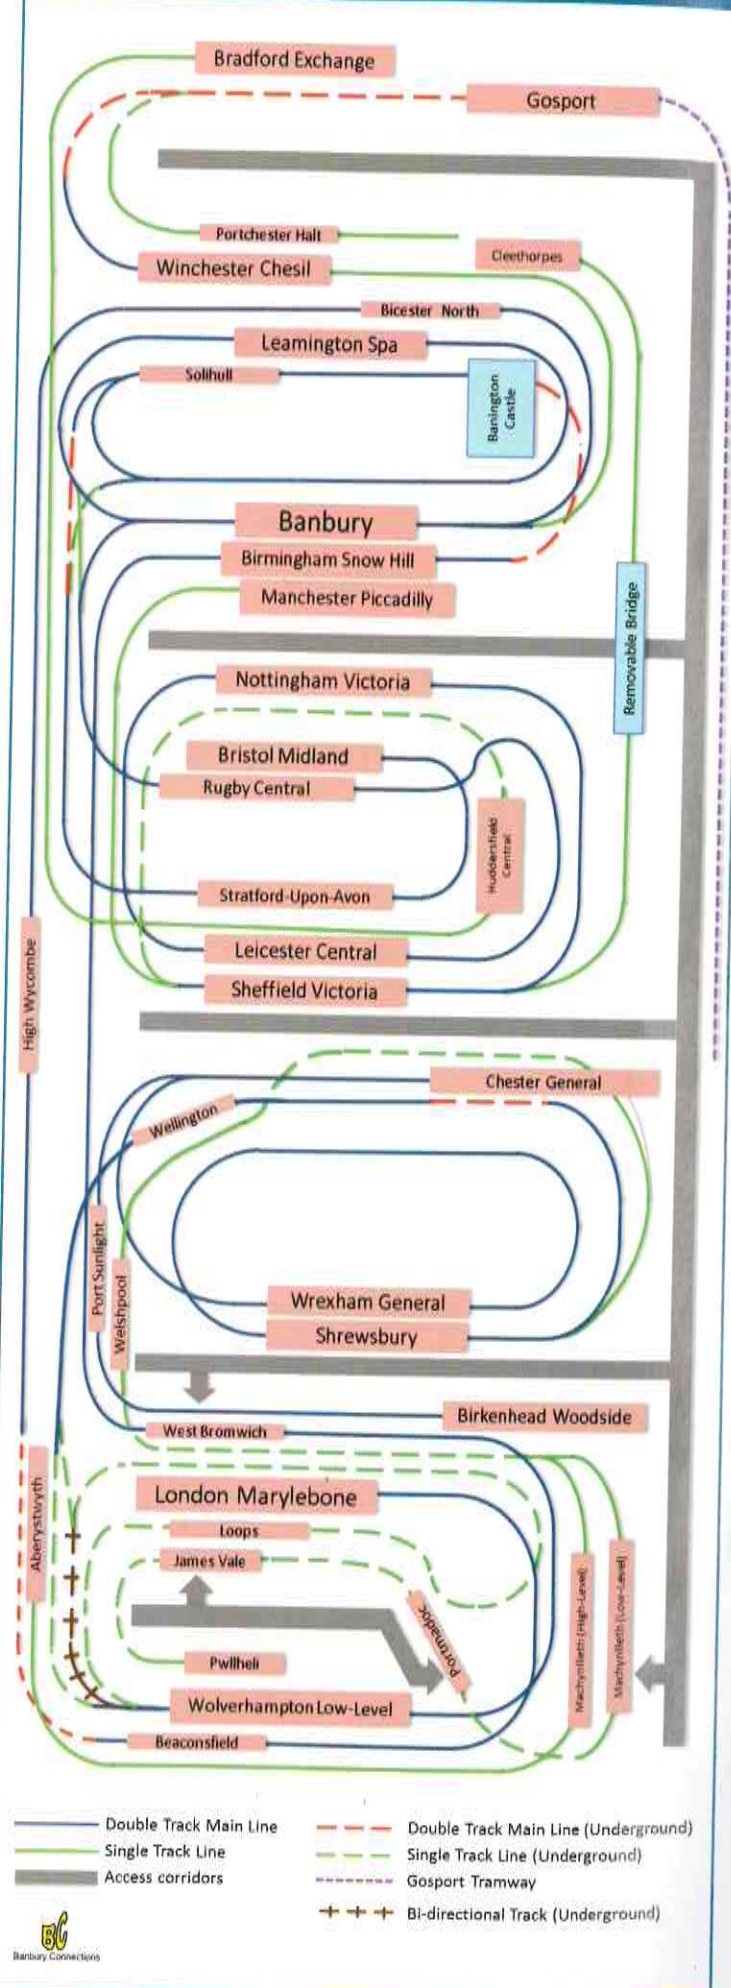 Bradford Exchange
Gosport
Portchester Halt
Cleethorpes
Winchester Chesil
Bicester North
Leamington Spa
Solihull
Banington
Castle
Banbury
Birmingham Snow Hill
Manchester Piccadilly
Removable Bridge
Nottingham Victoria
Bristol Midland
Rugby Central
Huddersfield
Central
Stratford-Upon-Avon
Leicester Central
High Wycombe
Sheffield Victoria
Chester General
Wellington
Port Sunlight
Welshpool
Wrexham General
Shrewsbury
Birkenhead Woodside
West Bromwich
Aberystwyth
London Marylebone
Loops
James Vale
Portmadoc
Machynlleth (High-Level)
Machynlleth (Low-Level)
Pwllheli
Wolverhampton Low-Level
Beaconsfield
Double Track Main Line
Single Track Line
Access corridors
Double Track Main Line (Underground)
Single Track Line (Underground)
Gosport Tramway
Bi-directional Track (Underground)
BC
Banbury Connections